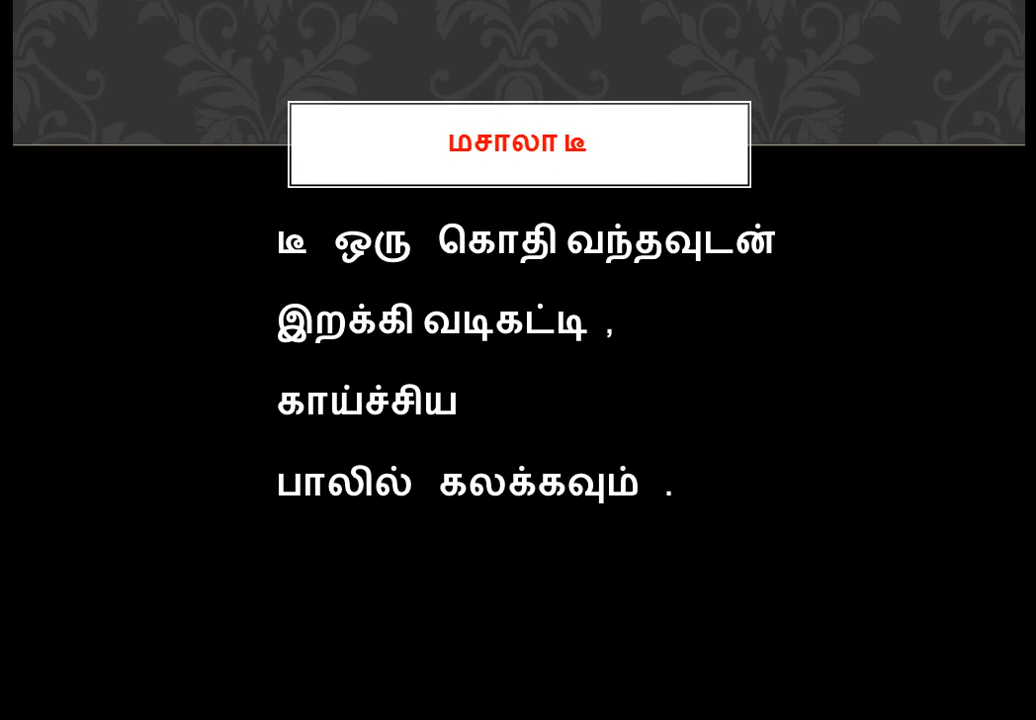 மசாலா டீ
டீ ஒரு கொதி வந்தவுடன்
இறக்கி வடிகட்டி ,
காய்ச்சிய
பாலில் கலக்கவும் .